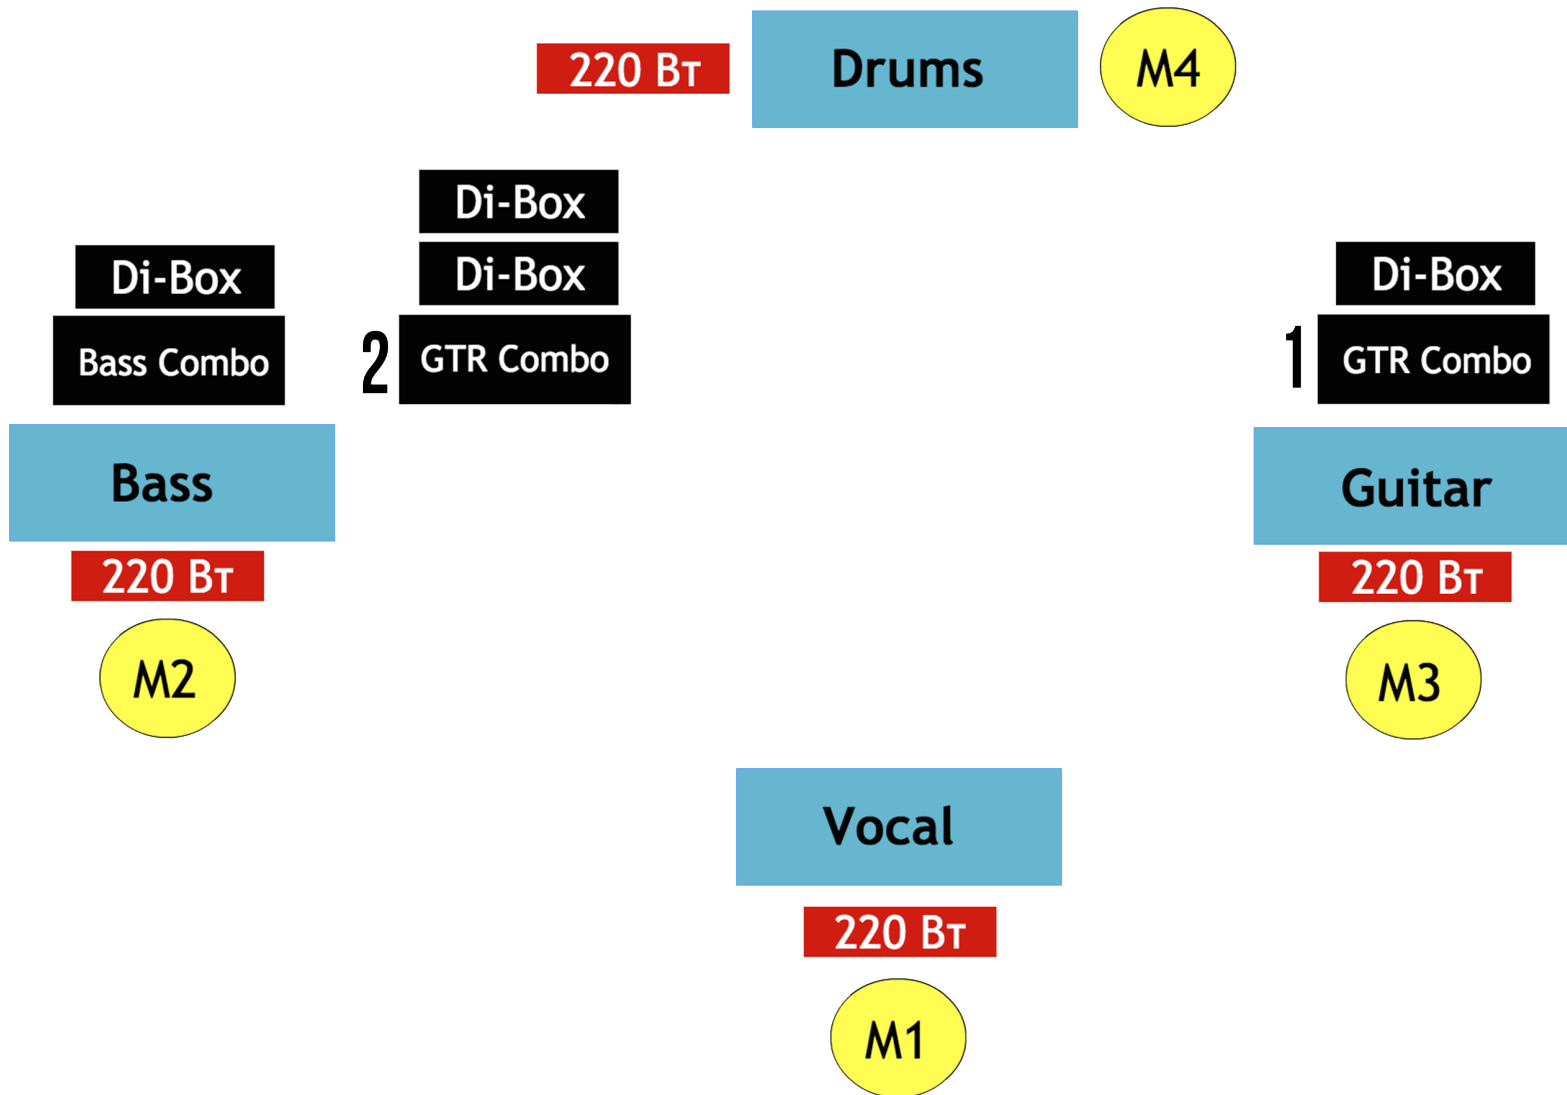 220 Вт
Drums
M4
Di-Box
Di-Box
Di-Box
Di-Box
Bass Combo
2
GTR Combo
1
GTR Combo
Bass
Guitar
220 Вт
220 Вт
M2
M3
Vocal
220 Вт
M1